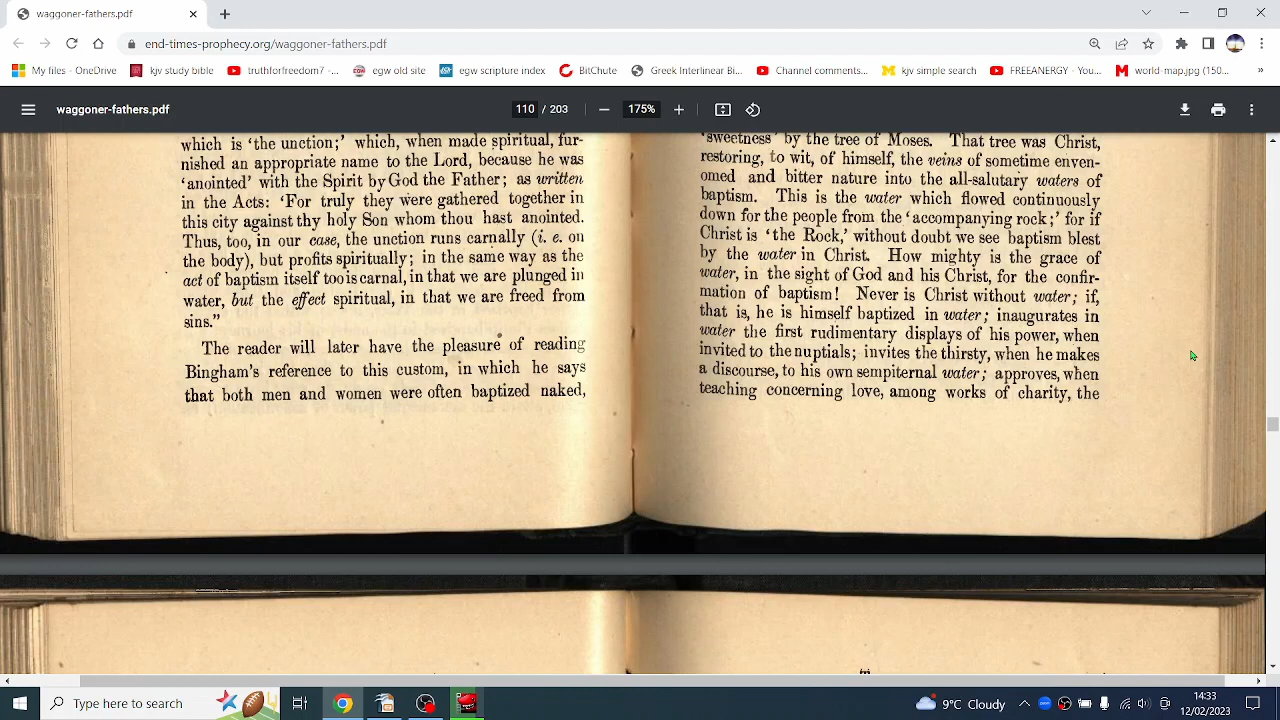 waggoner-fathers.pdf
end-times-prophecy.org/waggoner-fathers.pdf
My files - OneDrive
kjv study bible
truthforfreedom7 -...
egw old site
egw scripture index
BitChute
Greek Interlinear Bi...
Channel comments...
kjv simple search
FREEANERGY - You...
world-map.jpg (150...
»
waggoner-fathers.pdf
110 / 203
175%
which is 'the unction;' which, when made spiritual, fur-
nished an appropriate name to the Lord, because he was
'anointed' with the Spirit by God the Father; as written
in the Acts: 'For truly they were gathered together in
this city against thy holy Son whom thou hast anointed.
Thus, too, in our case, the unction runs carnally (i. e. on
the body), but profits spiritually; in the same way as the
act of baptism itself too is carnal, in that we are plunged in
water, but the effect spiritual, in that we are freed from
sins."
The reader will later have the pleasure of reading
Bingham's reference to this custom, in which he says
that both men and women were often baptized naked,
'sweetness' by the tree of Moses. That tree was Christ,
restoring, to wit, of himself, the veins of sometime enven-
omed and bitter nature into the all-salutary waters of
baptism. This is the water which flowed continuously
down for the people from the 'accompanying rock;' for if
Christ is 'the Rock,' without doubt we see baptism blest
by the water in Christ. How mighty is the grace of
water, in the sight of God and his Christ, for the confir-
mation of baptism! Never is Christ without water; if,
that is, he is himself baptized in water; inaugurates in
water the first rudimentary displays of his power, when
invited to the nuptials; invites the thirsty, when he makes
a discourse, to his own sempiternal water; approves, when
teaching concerning love, among works of charity, the
Type here to search
9°C Cloudy
14:33
12/02/2023